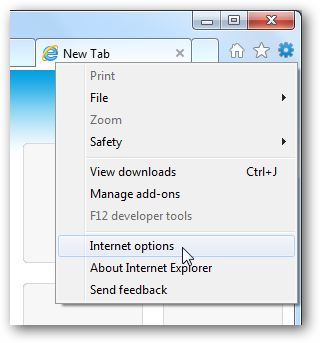 New Tab
Print
File
Zoom
Safety
View downloads Ctrl+J
Manage add-ons
F12 developer tools
Internet options
About Internet Explorer
Send feedback